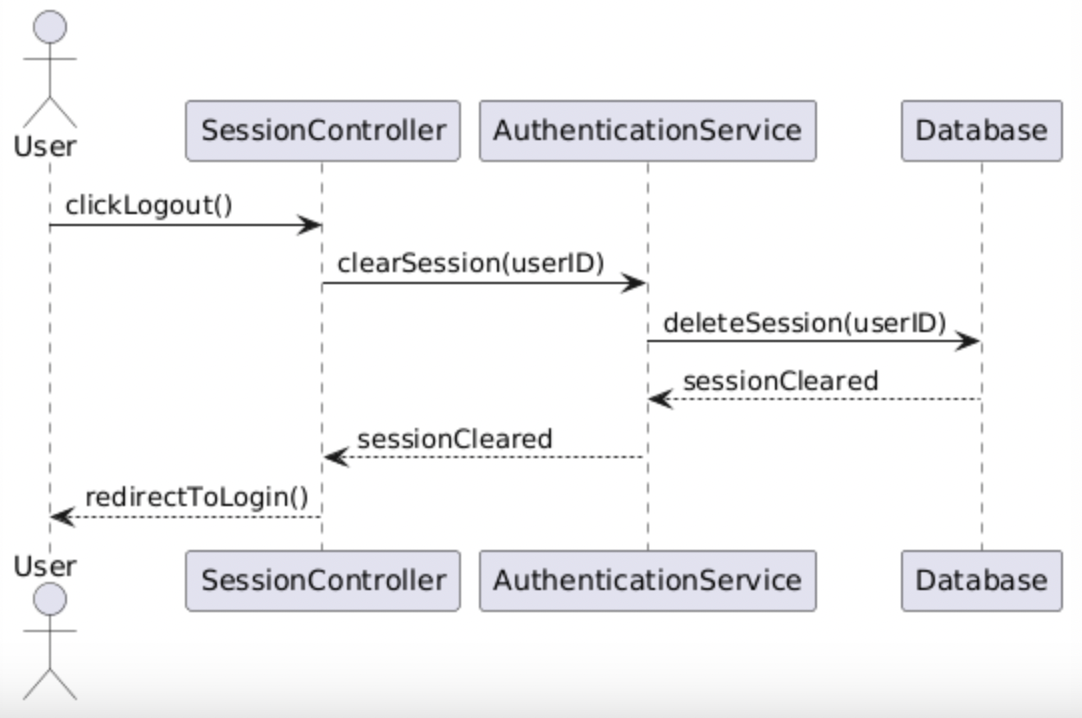 User
SessionController
AuthenticationService
Database
clickLogout()
clearSession(userID)
deleteSession(userID)
sessionCleared
sessionCleared
redirectToLogin()
User
SessionController
AuthenticationService
Database